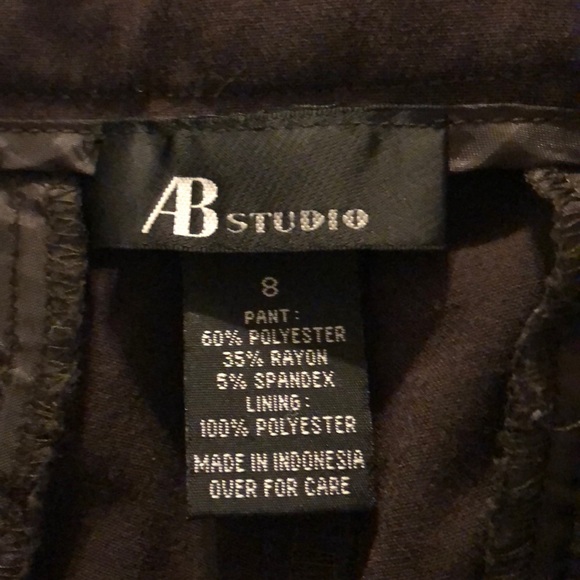 AB STUDIO
8
PANT:
60% POLYESTER
35% RAYON
5% SPANDEX
LINING:
100% POLYESTER
MADE IN INDONESIA
OVER FOR CARE